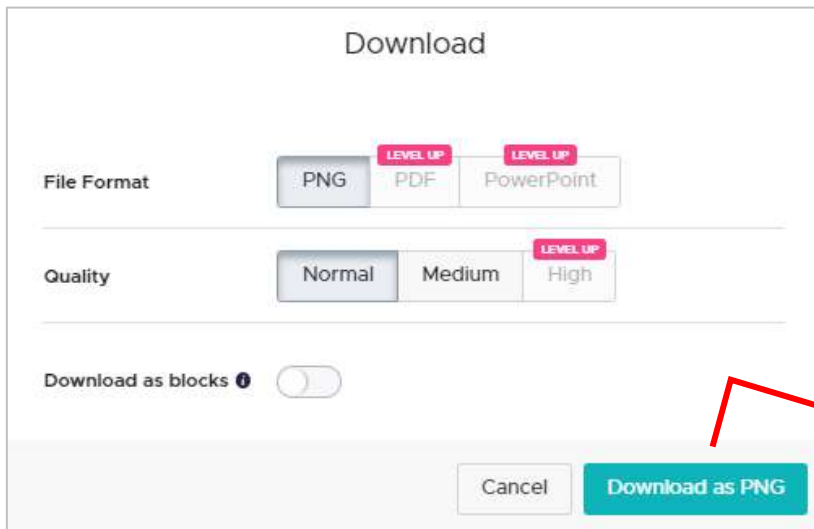 Download
LEVEL UP LEVEL UP
File Format PNG PDF PowerPoint
LEVEL UP
Quality Normal Medium High
Download as blocks i
Cancel Download as PNG